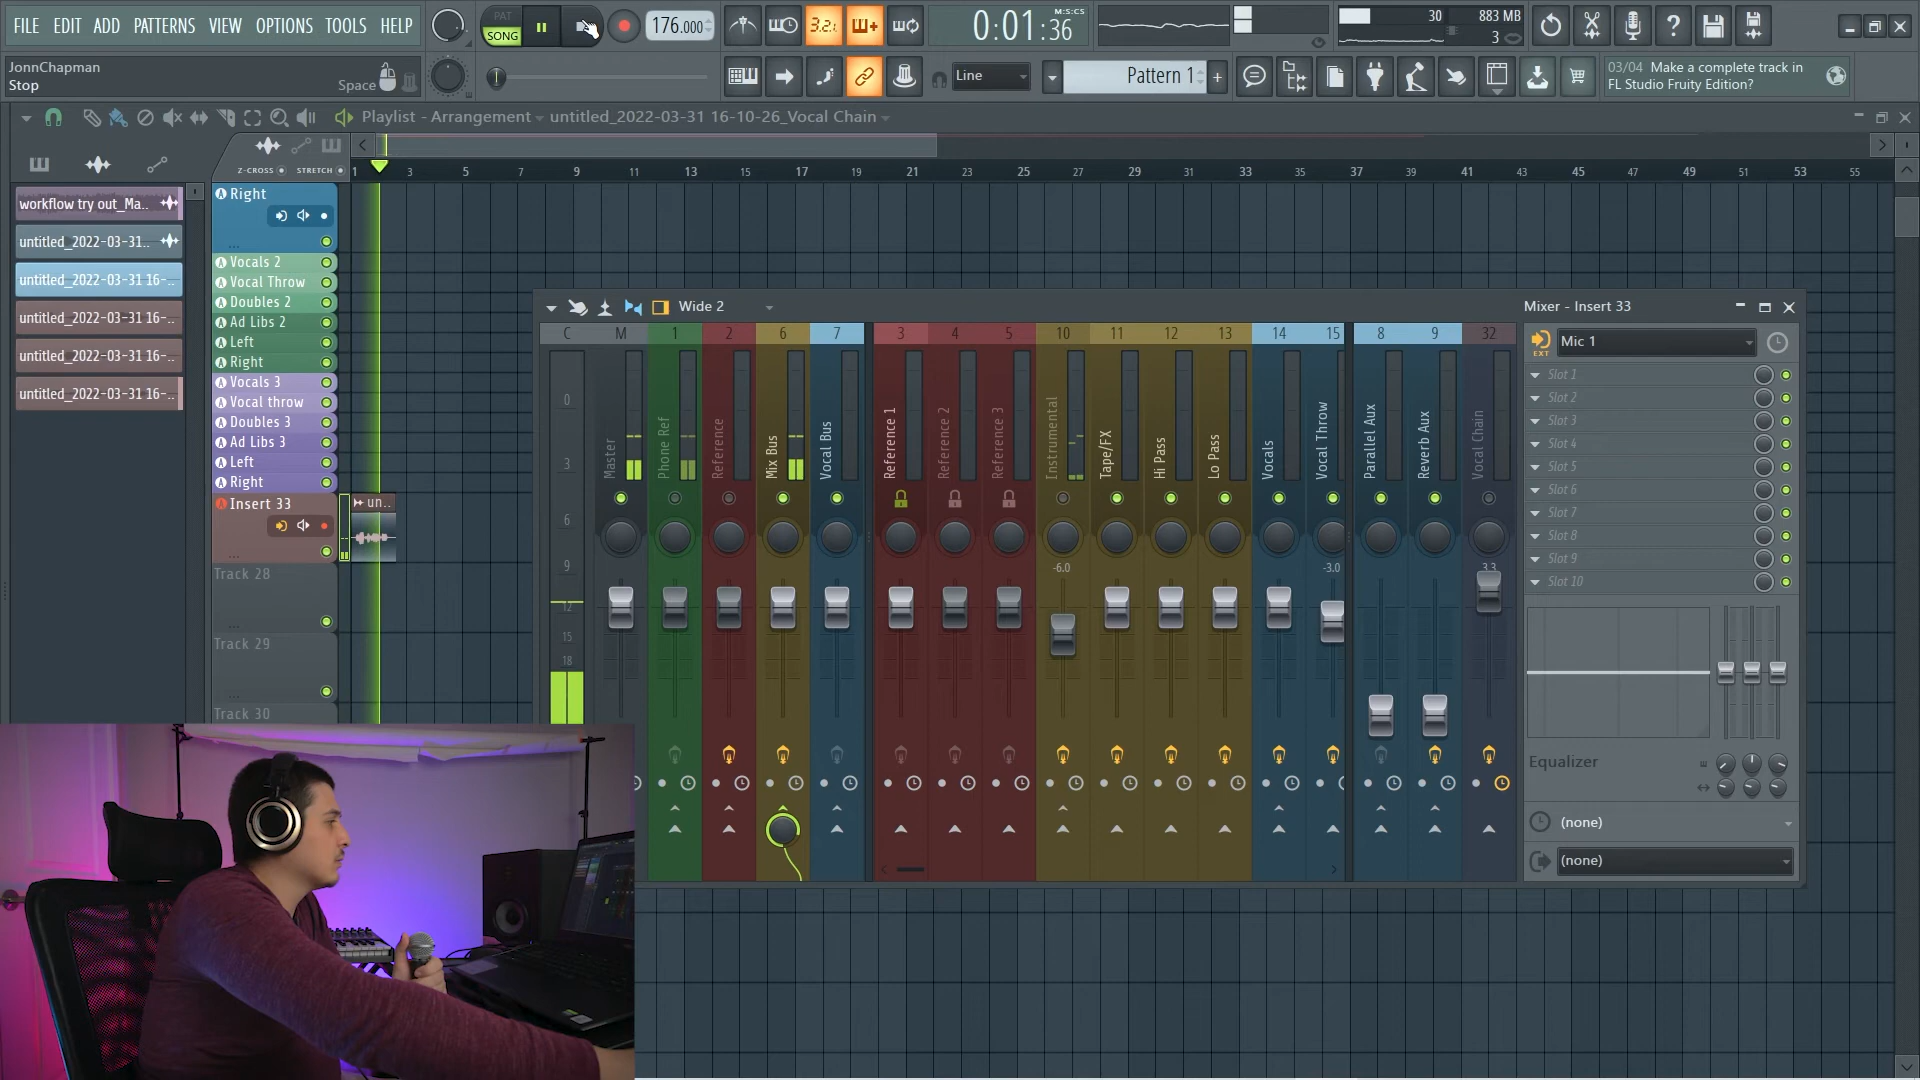 FILE EDIT ADD PATTERNS VIEW OPTIONS TOOLS HELP
PAT
SONG
176.000
3.2.
0:01:36
M:S:CS
30
883 MB
3
JonnChapman
Stop
Space
Line
Pattern 1
03/04 Make a complete track in
FL Studio Fruity Edition?
Playlist - Arrangement untitled_2022-03-31 16-10-26_Vocal Chain
Z-CROSS STRETCH
1 3 5 7 9 11 13 15 17 19 21 23 25 27 29 31 33 35 37 39 41 43 45 47 49 51 53 55
workflow try out_Ma..
untitled_2022-03-31..
untitled_2022-03-31 16-..
untitled_2022-03-31 16-..
untitled_2022-03-31 16-..
untitled_2022-03-31 16-..
Right
Vocals 2
Vocal Throw
Doubles 2
Ad Libs 2
Left
Right
Vocals 3
Vocal throw
Doubles 3
Ad Libs 3
Left
Right
Insert 33
un..
Track 28
Track 29
Track 30
Wide 2
Mixer - Insert 33
C M 1 2 6 7 3 4 5 10 11 12 13 14 15 8 9 32
0
3
6
9
12
15
18
Master
Phone Ref
Reference
Mix Bus
Vocal Bus
Reference 1
Reference 2
Reference 3
Instrumental
Tape/FX
Hi Pass
Lo Pass
Vocals
Vocal Throw
Parallel Aux
Reverb Aux
Vocal Chain
-6.0
-3.0
3.3
EXT
Mic 1
Slot 1
Slot 2
Slot 3
Slot 4
Slot 5
Slot 6
Slot 7
Slot 8
Slot 9
Slot 10
Equalizer
(none)
(none)